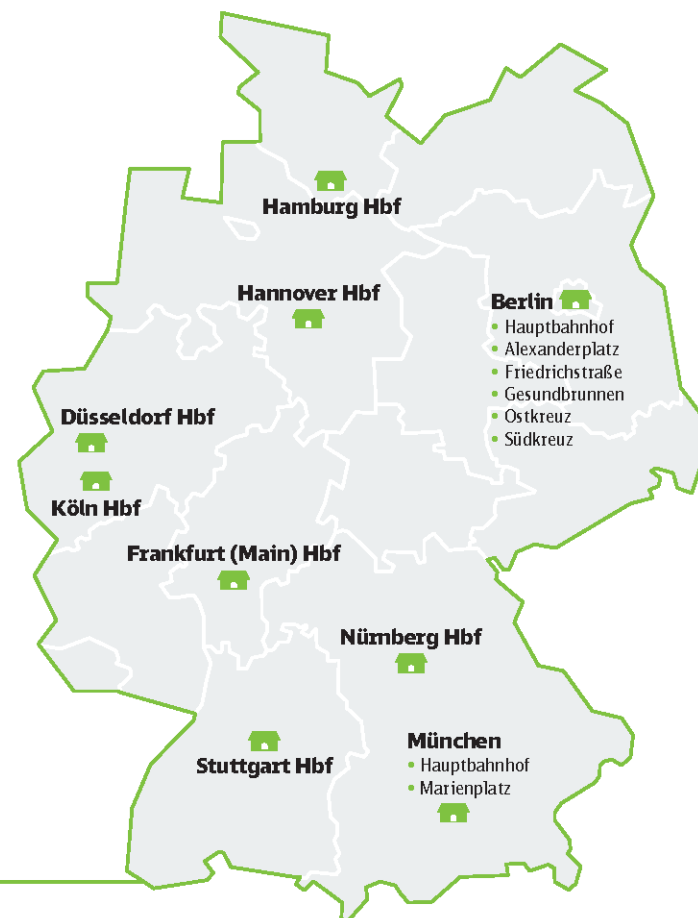 Hamburg Hbf
Hannover Hbf
Berlin
• Hauptbahnhof
• Alexanderplatz
• Friedrichstraße
• Gesundbrunnen
• Ostkreuz
• Südkreuz
Düsseldorf Hbf
Köln Hbf
Frankfurt (Main) Hbf
Nürnberg Hbf
Stuttgart Hbf
München
• Hauptbahnhof
• Marienplatz